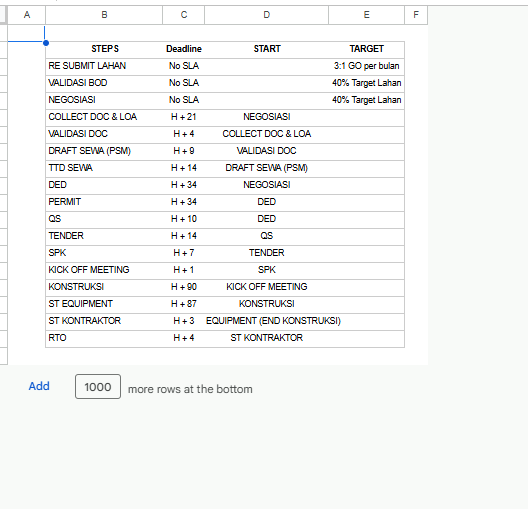 A B C D E F
STEPS Deadline START TARGET
RE SUBMIT LAHAN No SLA 3:1 GO per bulan
VALIDASI BOD No SLA 40% Target Lahan
NEGOSIASI No SLA 40% Target Lahan
COLLECT DOC & LOA H + 21 NEGOSIASI
VALIDASI DOC H + 4 COLLECT DOC & LOA
DRAFT SEWA (PSM) H + 9 VALIDASI DOC
TTD SEWA H + 14 DRAFT SEWA (PSM)
DED H + 34 NEGOSIASI
PERMIT H + 34 DED
QS H + 10 DED
TENDER H + 14 QS
SPK H + 7 TENDER
KICK OFF MEETING H + 1 SPK
KONSTRUKSI H + 90 KICK OFF MEETING
ST EQUIPMENT H + 87 KONSTRUKSI
ST KONTRAKTOR H + 3 EQUIPMENT (END KONSTRUKSI)
RTO H + 4 ST KONTRAKTOR
Add 1000 more rows at the bottom